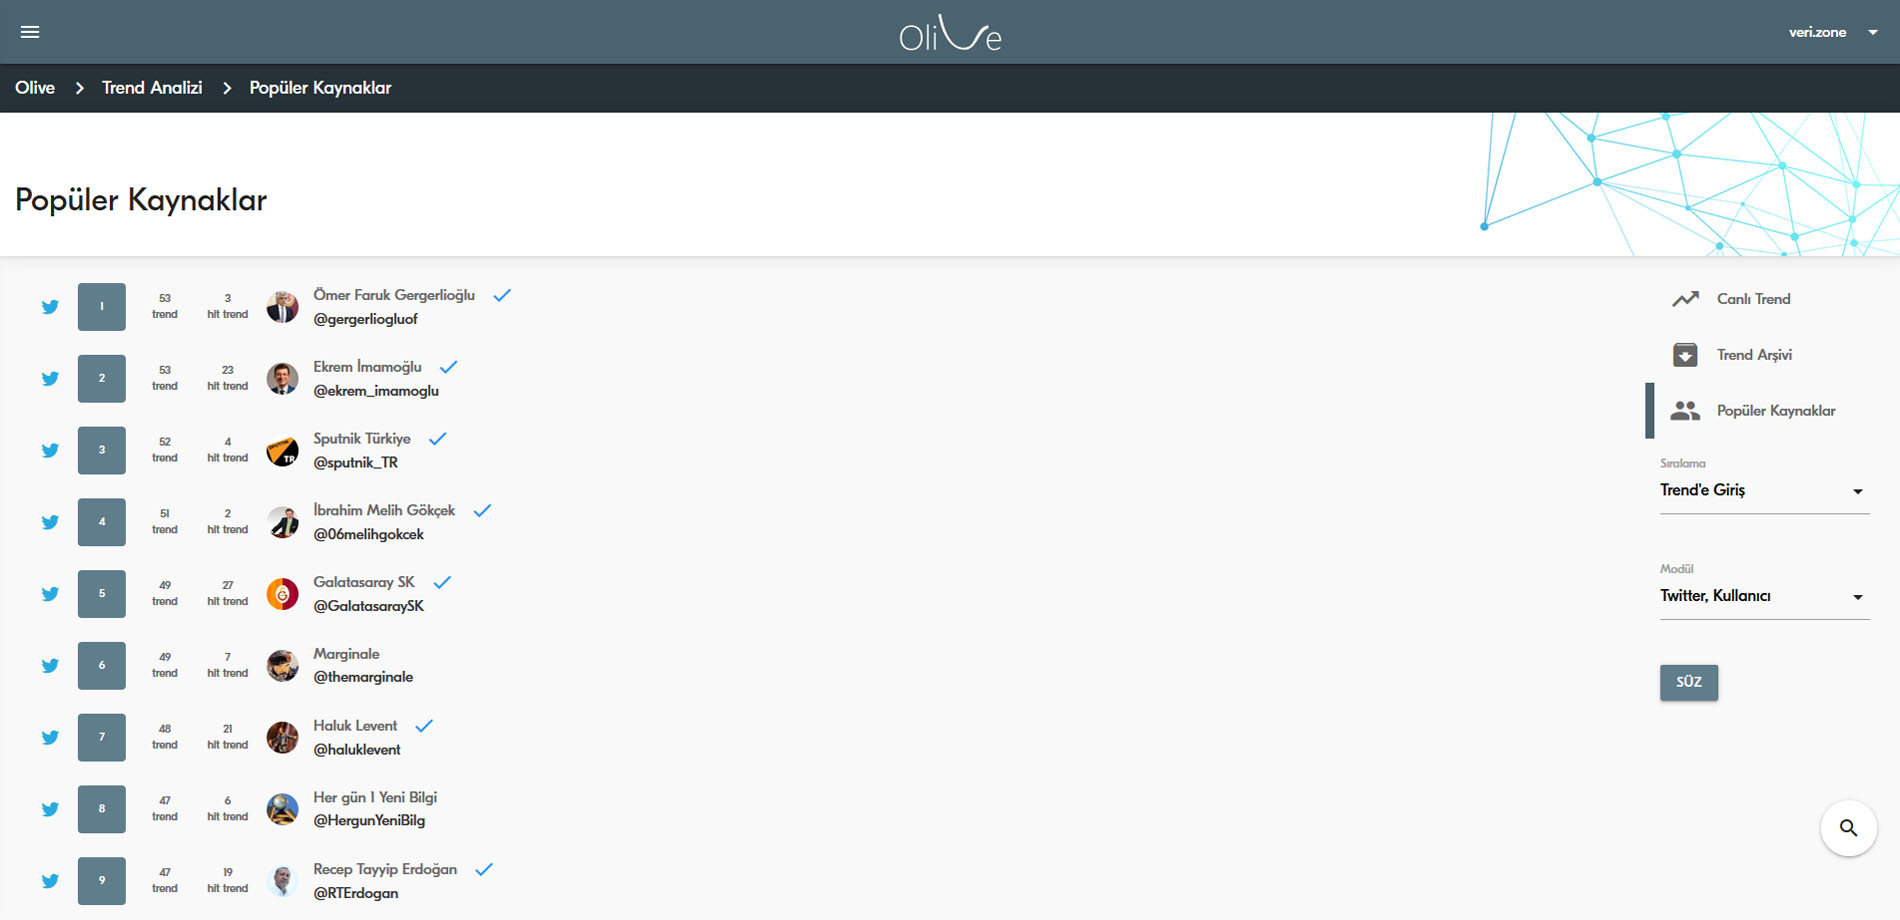 Olive
veri.zone
Olive > Trend Analizi > Popüler Kaynaklar
Popüler Kaynaklar
1 53 trend 3 hit trend Ömer Faruk Gergerlioğlu
@gergerliogluof
2 53 trend 23 hit trend Ekrem İmamoğlu
@ekrem_imamoglu
3 52 trend 4 hit trend Sputnik Türkiye
@sputnik_TR
4 51 trend 2 hit trend İbrahim Melih Gökçek
@06melihgokcek
5 49 trend 27 hit trend Galatasaray SK
@GalatasaraySK
6 49 trend 7 hit trend Marginale
@themarginale
7 48 trend 21 hit trend Haluk Levent
@haluklevent
8 47 trend 6 hit trend Her gün 1 Yeni Bilgi
@HergunYeniBilg
9 47 trend 19 hit trend Recep Tayyip Erdoğan
@RTErdogan
Canlı Trend
Trend Arşivi
Popüler Kaynaklar
Sıralama
Trend'e Giriş
Modül
Twitter, Kullanıcı
SÜZ